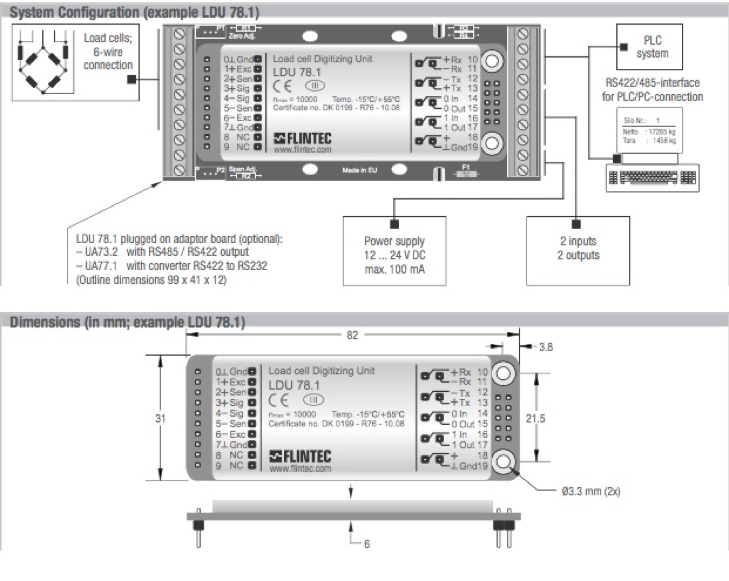 System Configuration (example LDU 78.1)
Load cells;
6-wire
connection
P1 R1
Zero Adj.
0⊥Gnd
1+Exc
2+Sen
3+Sig
4−Sig
5−Sen
6−Exc
7⊥Gnd
8 NC
9 NC
Load cell Digitizing Unit
LDU 78.1
CE III
nmax = 10000 Temp. -15°C/+55°C
Certificate no. DK 0199 - R76 - 10.08
FLINTEC
www.flintec.com
+Rx 10
−Rx 11
−Tx 12
+Tx 13
0 In 14
0 Out 15
1 In 16
1 Out 17
+ 18
⊥Gnd19
P2 Span Adj.
R2
Made in EU
F1
PLC
system
RS422/485-interface
for PLC/PC-connection
Silo Nr.: 1
Netto : 17285 kg
Tara : 1458 kg
LDU 78.1 plugged on adaptor board (optional):
– UA73.2 with RS485 / RS422 output
– UA77.1 with converter RS422 to RS232
(Outline dimensions 99 x 41 x 12)
Power supply
12 ... 24 V DC
max. 100 mA
2 inputs
2 outputs
Dimensions (in mm; example LDU 78.1)
82
3.8
31
0⊥Gnd
1+Exc
2+Sen
3+Sig
4−Sig
5−Sen
6−Exc
7⊥Gnd
8 NC
9 NC
Load cell Digitizing Unit
LDU 78.1
CE III
nmax = 10000 Temp. -15°C/+55°C
Certificate no. DK 0199 - R76 - 10.08
FLINTEC
www.flintec.com
+Rx 10
−Rx 11
−Tx 12
+Tx 13
0 In 14
0 Out 15
1 In 16
1 Out 17
+ 18
⊥Gnd19
21.5
Ø3.3 mm (2x)
6